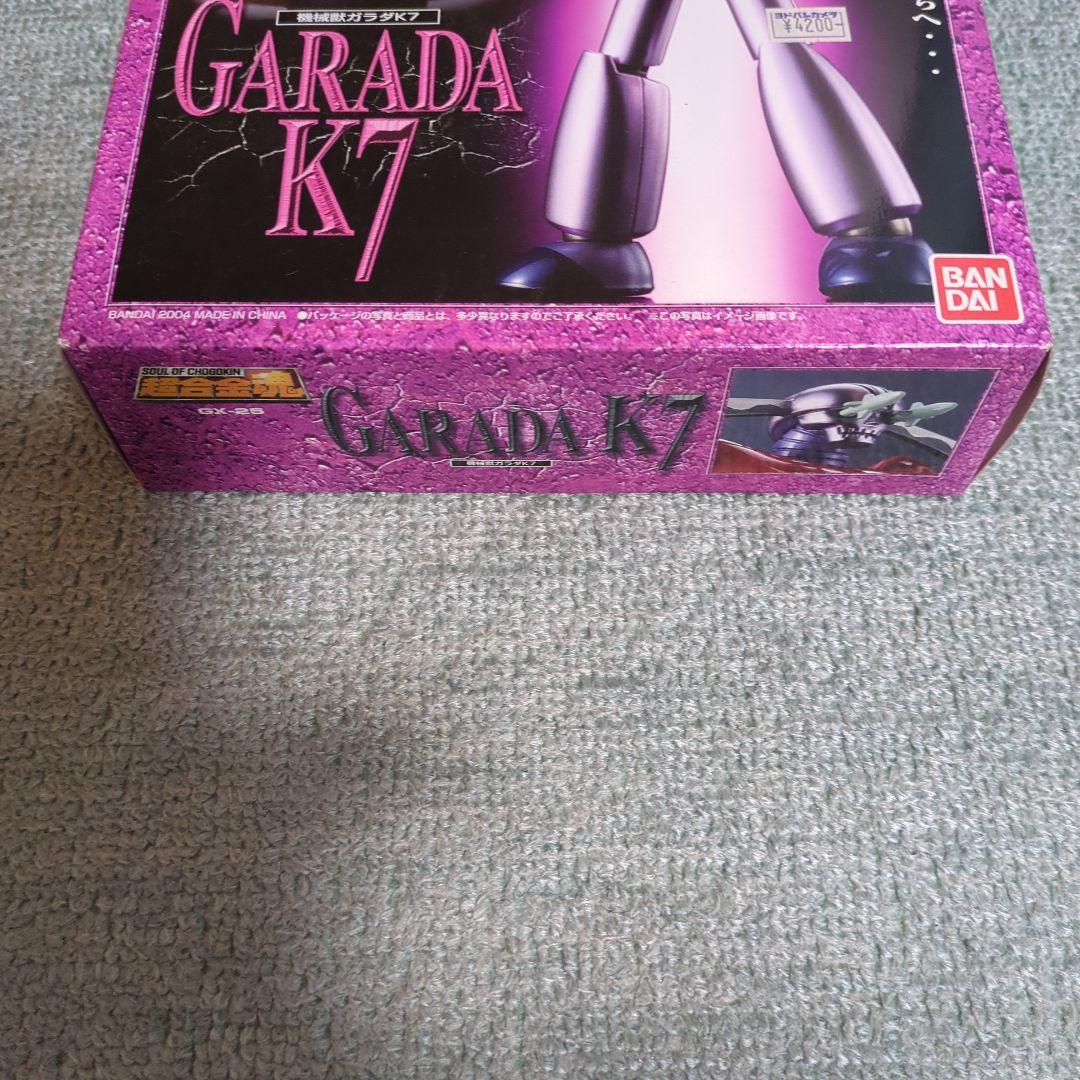 機械獣ガラダK7
GARADA
K7
ヨドバシカメラ
¥4200-
らへ・・・
BANDAI 2004 MADE IN CHINA ●パッケージの写真と商品とは、多少異なりますのでご了承ください。 ※この写真はイメージ画像です。
BAN
DAI
SOUL OF CHOGOKIN
超合金魂
GX-25
GARADA K7
機械獣ガラダK7